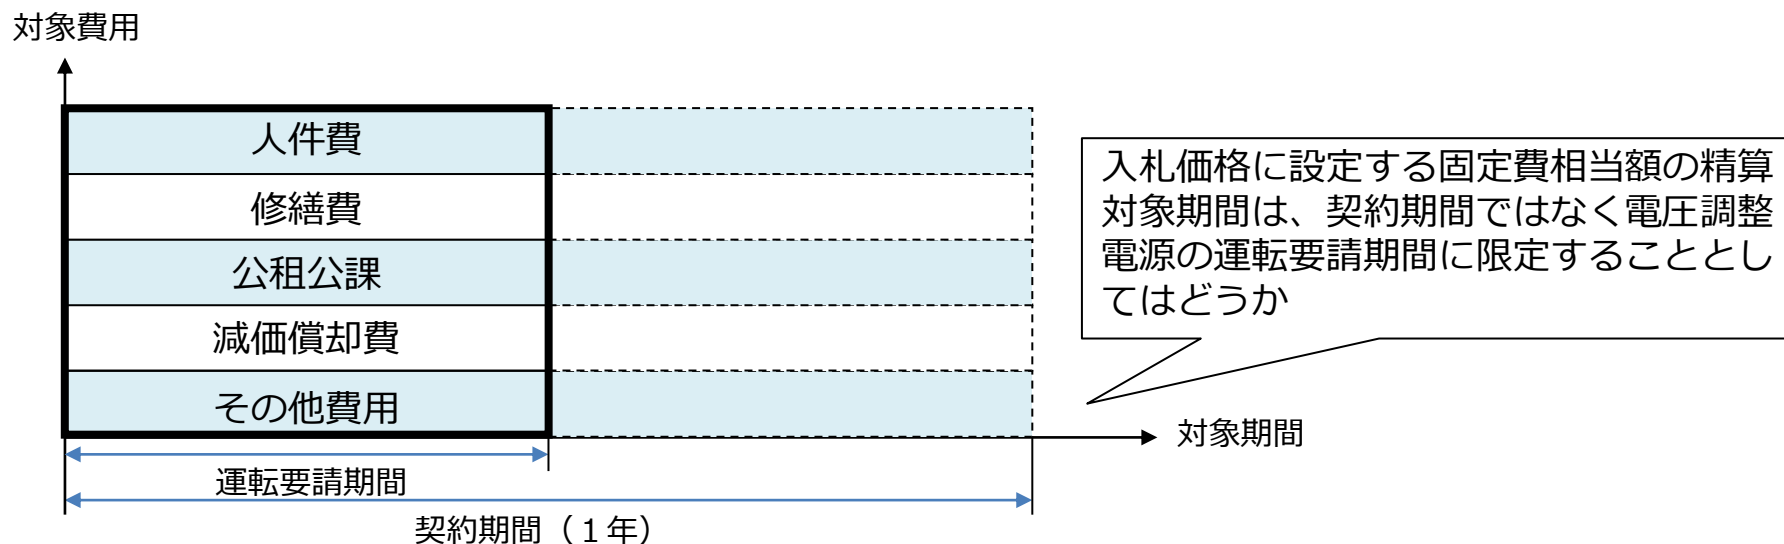 対象費用
人件費
修繕費
公租公課
減価償却費
その他費用
入札価格に設定する固定費相当額の精算
対象期間は、契約期間ではなく電圧調整
電源の運転要請期間に限定することとし
てはどうか
対象期間
運転要請期間
契約期間（１年）